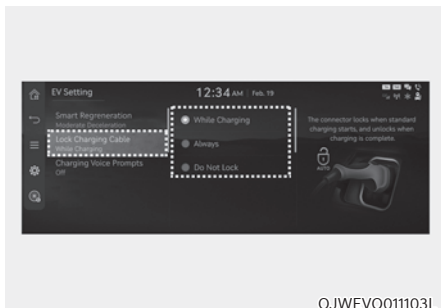 EV Setting
12:34 AM Feb. 19
Smart Regreneration
Moderate Deceleration
Lock Charging Cable
While Charging
Charging Voice Prompts
Off
While Charging
Always
Do Not Lock
The connector locks when standard
charging starts, and unlocks when
charging is complete.
AUTO
OJWEVQ011103L